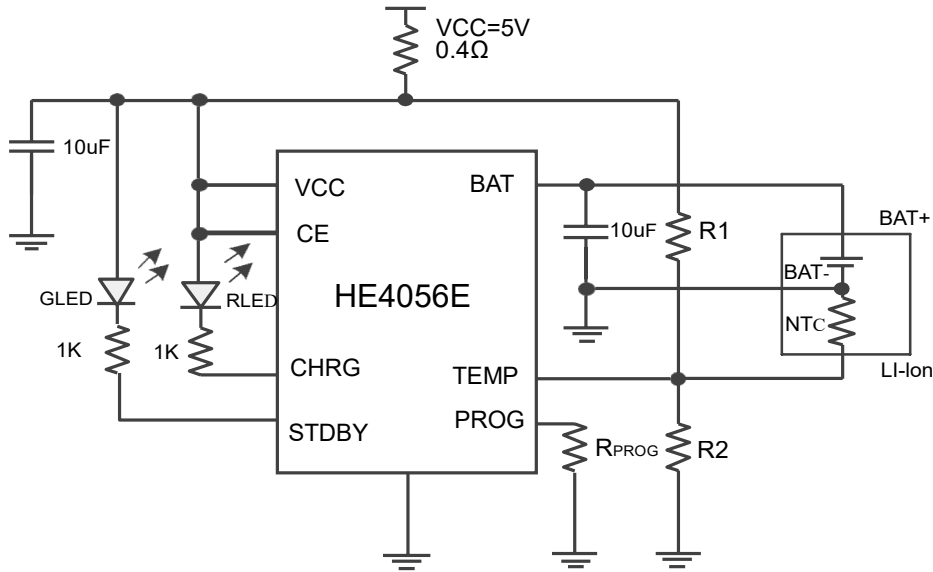 VCC=5V
0.4Ω
10uF
VCC
BAT
CE
10uF
R1
BAT+
BAT-
GLED
RLED
HE4056E
NTC
1K
1K
CHRG
TEMP
LI-Ion
STDBY
PROG
RPROG
R2